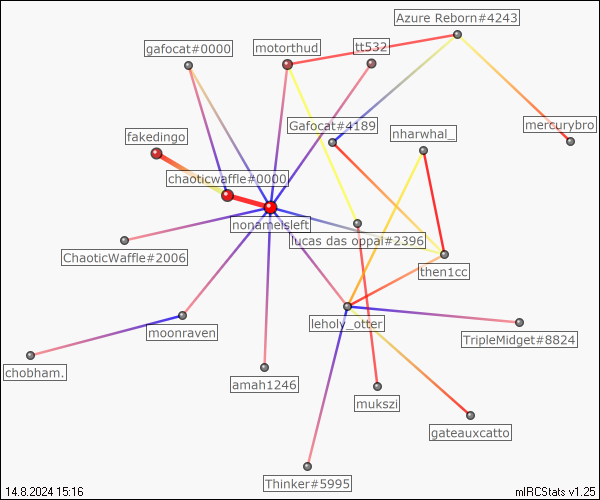 Azure Reborn#4243
gafocat#0000
motorthud
tt532
Gafocat#4189
mercurybro
nharwhal_
fakedingo
chaoticwaffle#0000
nonameisleft
lucas das oppai#2396
ChaoticWaffle#2006
then1cc
moonraven
leholy_otter
TripleMidget#8824
chobham.
amah1246
mukszi
gateauxcatto
Thinker#5995
14.8.2024 15:16
mIRCStats v1.25